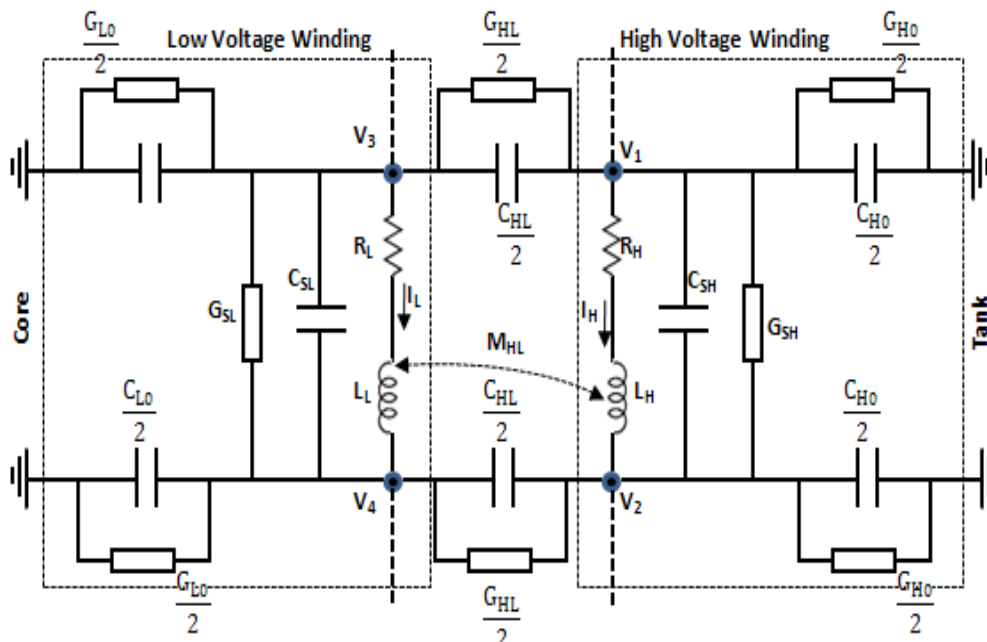 G_L0/2
Low Voltage Winding
G_HL/2
High Voltage Winding
G_H0/2
V_3
V_1
C_HL/2
C_H0/2
R_L
R_H
C_SL
C_SH
I_L
I_H
G_SL
G_SH
Core
Tank
M_HL
L_L
L_H
C_L0/2
C_HL/2
C_H0/2
V_4
V_2
G_L0/2
G_HL/2
G_H0/2